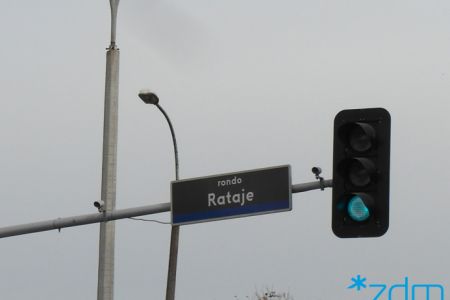 rondo
Rataje
*zdm